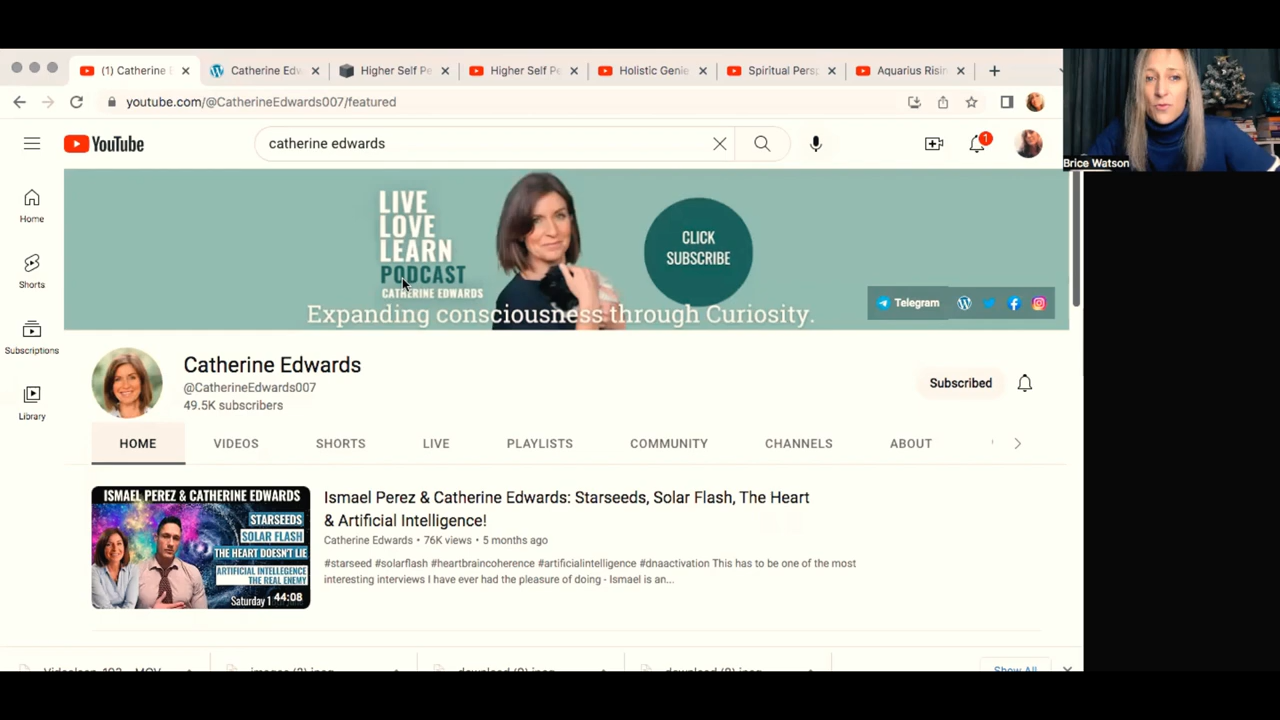 (1) Catherine E
Catherine Edw
Higher Self Pe
Higher Self Pe
Holistic Genie
Spiritual Persp
Aquarius Risin
youtube.com/@CatherineEdwards007/featured
YouTube
catherine edwards
1
Brice Watson
Home
Shorts
Subscriptions
Library
LIVE
LOVE
LEARN
PODCAST
CATHERINE EDWARDS
CLICK
SUBSCRIBE
Expanding consciousness through Curiosity.
Telegram
Catherine Edwards
@CatherineEdwards007
49.5K subscribers
Subscribed
HOME VIDEOS SHORTS LIVE PLAYLISTS COMMUNITY CHANNELS ABOUT
ISMAEL PEREZ & CATHERINE EDWARDS
STARSEEDS
SOLAR FLASH
THE HEART DOESN'T LIE
ARTIFICIAL INTELLEGENCE
THE REAL ENEMY
Saturday 1
44:08
Ismael Perez & Catherine Edwards: Starseeds, Solar Flash, The Heart
& Artificial Intelligence!
Catherine Edwards • 76K views • 5 months ago
#starseed #solarflash #heartbraincoherence #artificialintelligence #dnaactivation This has to be one of the most
interesting interviews I have ever had the pleasure of doing - Ismael is an...
Show All